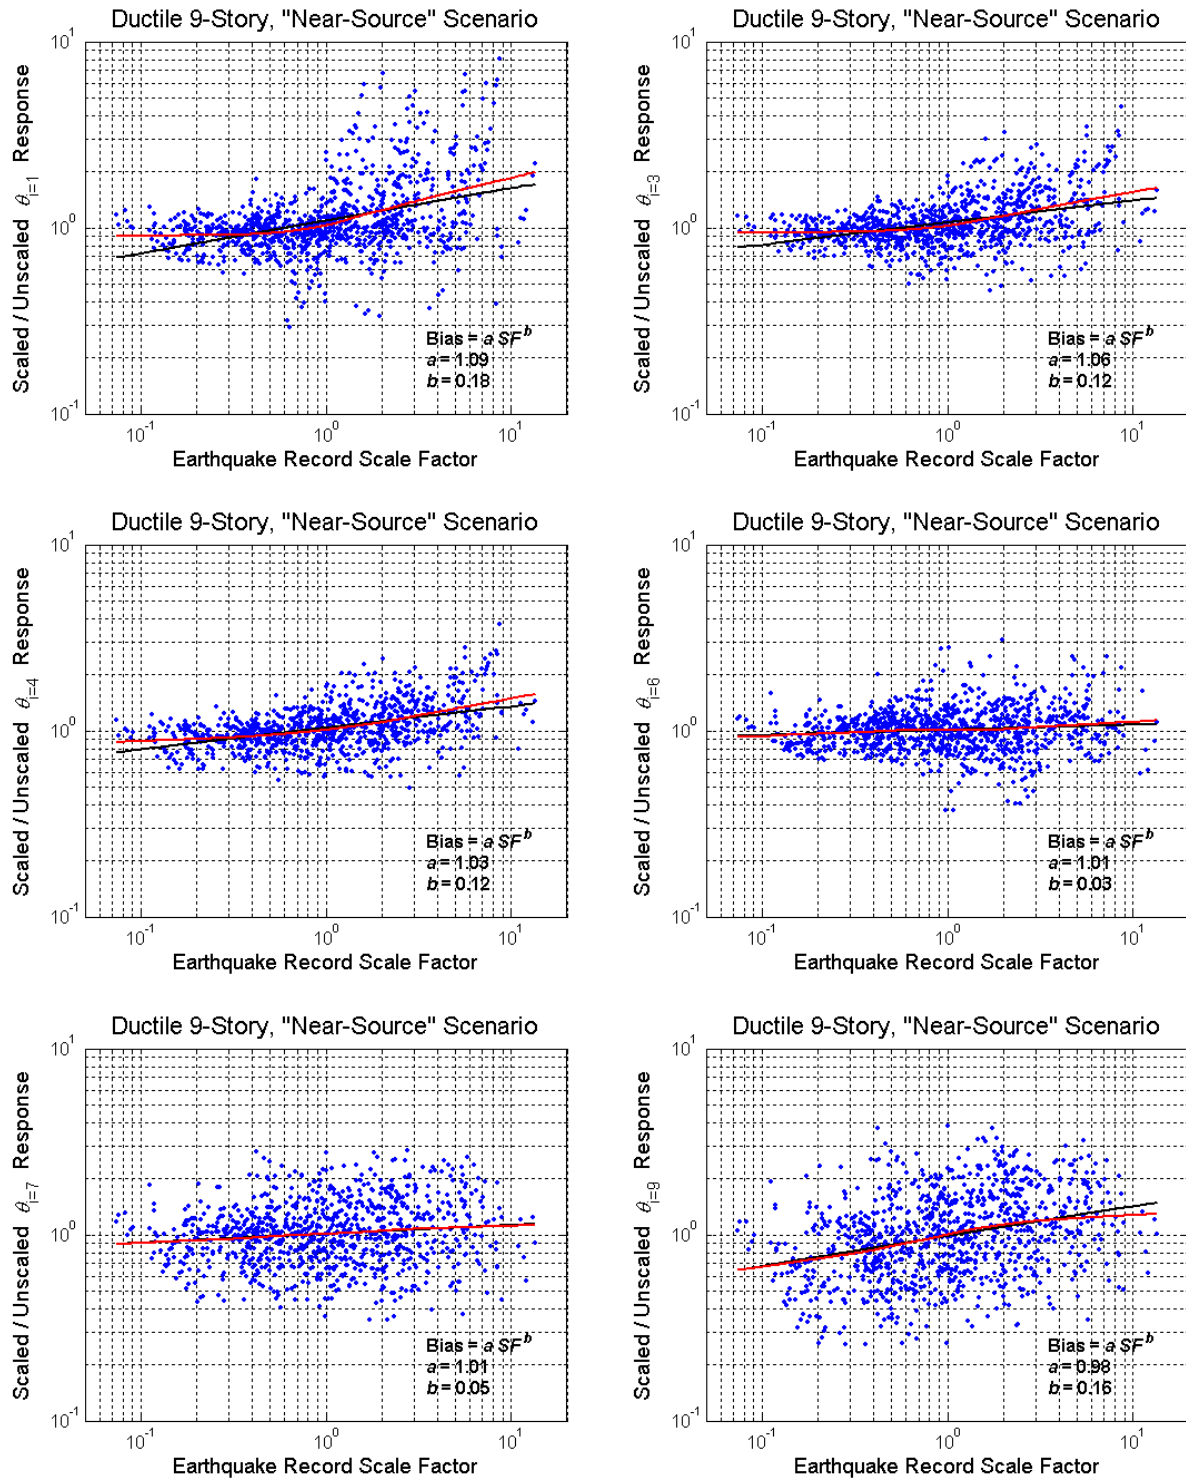 Ductile 9-Story, "Near-Source" Scenario
Scaled / Unscaled θi=1 Response
10^1
10^0
10^-1
Bias = a SF^b
a = 1.09
b = 0.18
10^-1 10^0 10^1
Earthquake Record Scale Factor
Ductile 9-Story, "Near-Source" Scenario
Scaled / Unscaled θi=3 Response
10^1
10^0
10^-1
Bias = a SF^b
a = 1.06
b = 0.12
10^-1 10^0 10^1
Earthquake Record Scale Factor
Ductile 9-Story, "Near-Source" Scenario
Scaled / Unscaled θi=4 Response
10^1
10^0
10^-1
Bias = a SF^b
a = 1.03
b = 0.12
10^-1 10^0 10^1
Earthquake Record Scale Factor
Ductile 9-Story, "Near-Source" Scenario
Scaled / Unscaled θi=6 Response
10^1
10^0
10^-1
Bias = a SF^b
a = 1.01
b = 0.03
10^-1 10^0 10^1
Earthquake Record Scale Factor
Ductile 9-Story, "Near-Source" Scenario
Scaled / Unscaled θi=7 Response
10^1
10^0
10^-1
Bias = a SF^b
a = 1.01
b = 0.05
10^-1 10^0 10^1
Earthquake Record Scale Factor
Ductile 9-Story, "Near-Source" Scenario
Scaled / Unscaled θi=9 Response
10^1
10^0
10^-1
Bias = a SF^b
a = 0.98
b = 0.16
10^-1 10^0 10^1
Earthquake Record Scale Factor